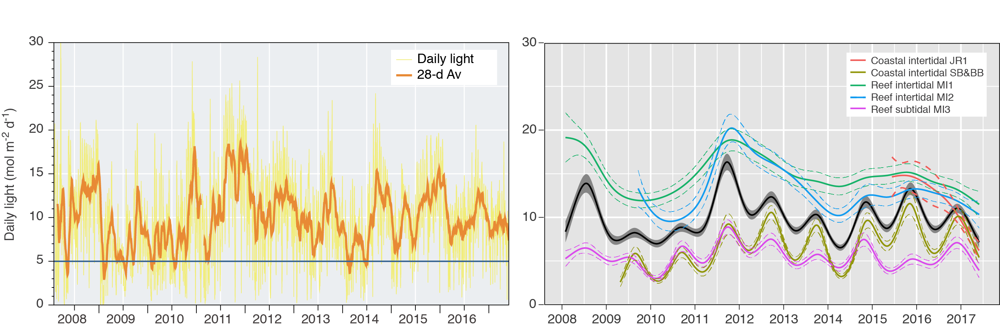 Daily light (mol m-2 d-1)
30
25
20
15
10
5
0
Daily light
28-d Av
2008 2009 2010 2011 2012 2013 2014 2015 2016
30
20
10
0
Coastal intertidal JR1
Coastal intertidal SB&BB
Reef intertidal MI1
Reef intertidal MI2
Reef subtidal MI3
2008 2009 2010 2011 2012 2013 2014 2015 2016 2017